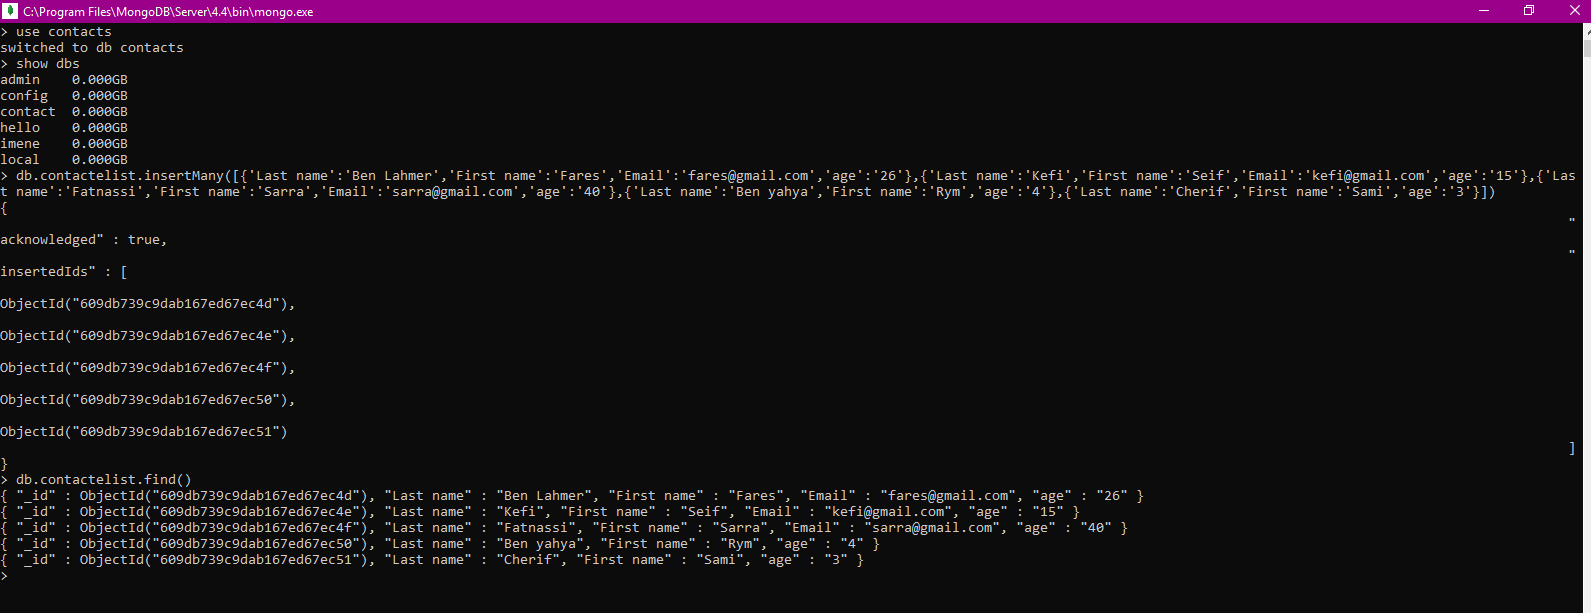 C:\Program Files\MongoDB\Server\4.4\bin\mongo.exe
> use contacts
switched to db contacts
> show dbs
admin    0.000GB
config   0.000GB
contact  0.000GB
hello    0.000GB
imene    0.000GB
local    0.000GB
> db.contactelist.insertMany([{'Last name':'Ben Lahmer','First name':'Fares','Email':'fares@gmail.com','age':'26'},{'Last name':'Kefi','First name':'Seif','Email':'kefi@gmail.com','age':'15'},{'Las
t name':'Fatnassi','First name':'Sarra','Email':'sarra@gmail.com','age':'40'},{'Last name':'Ben yahya','First name':'Rym','age':'4'},{'Last name':'Cherif','First name':'Sami','age':'3'}])
{
"
acknowledged" : true,
"
insertedIds" : [
ObjectId("609db739c9dab167ed67ec4d"),
ObjectId("609db739c9dab167ed67ec4e"),
ObjectId("609db739c9dab167ed67ec4f"),
ObjectId("609db739c9dab167ed67ec50"),
ObjectId("609db739c9dab167ed67ec51")
]
}
> db.contactelist.find()
{ "_id" : ObjectId("609db739c9dab167ed67ec4d"), "Last name" : "Ben Lahmer", "First name" : "Fares", "Email" : "fares@gmail.com", "age" : "26" }
{ "_id" : ObjectId("609db739c9dab167ed67ec4e"), "Last name" : "Kefi", "First name" : "Seif", "Email" : "kefi@gmail.com", "age" : "15" }
{ "_id" : ObjectId("609db739c9dab167ed67ec4f"), "Last name" : "Fatnassi", "First name" : "Sarra", "Email" : "sarra@gmail.com", "age" : "40" }
{ "_id" : ObjectId("609db739c9dab167ed67ec50"), "Last name" : "Ben yahya", "First name" : "Rym", "age" : "4" }
{ "_id" : ObjectId("609db739c9dab167ed67ec51"), "Last name" : "Cherif", "First name" : "Sami", "age" : "3" }
>